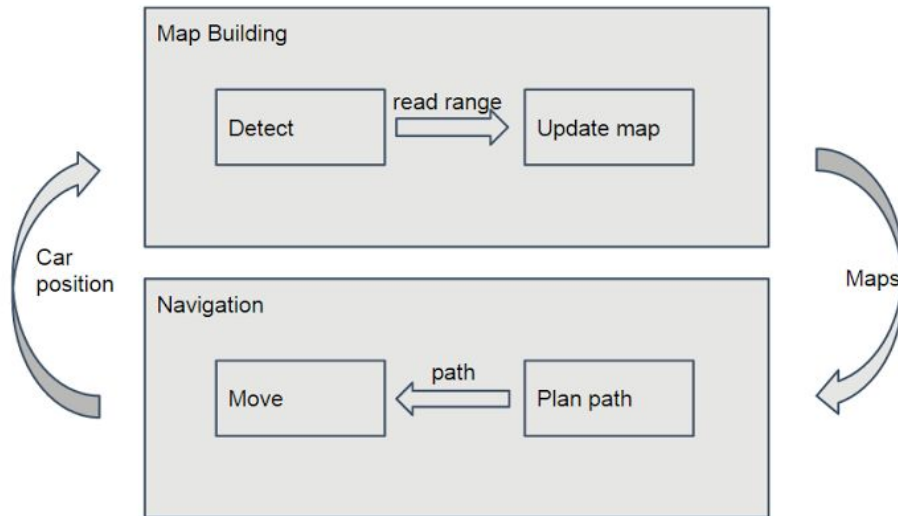 Map Building
read range
Detect
Update map
Car
position
Maps
Navigation
path
Move
Plan path